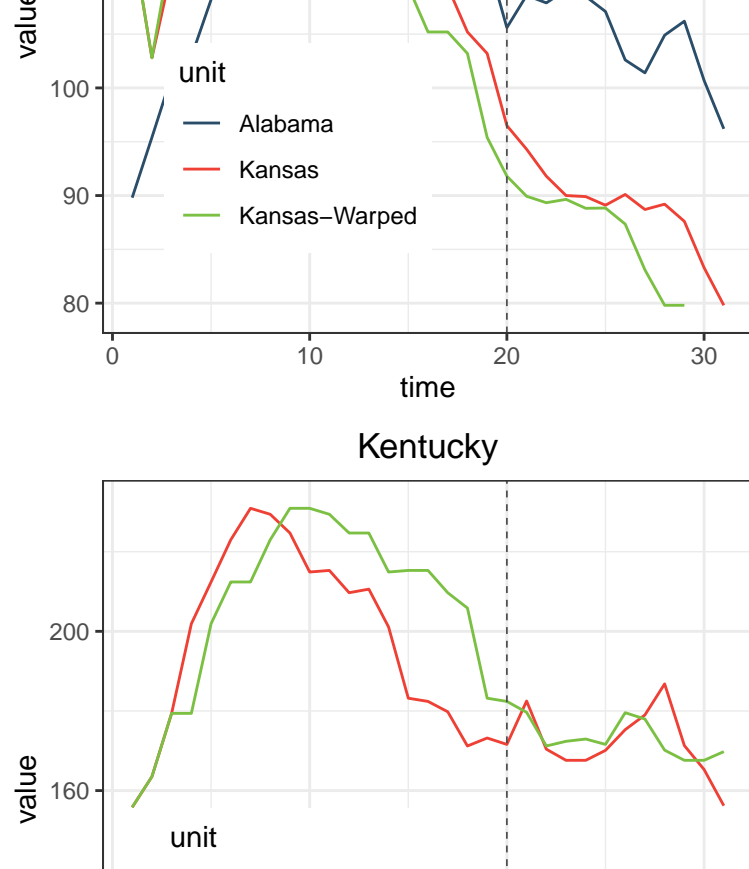 value
unit
100
Alabama
Kansas
90
Kansas−Warped
80
0 10 20 30
time
Kentucky
200
160
value
unit